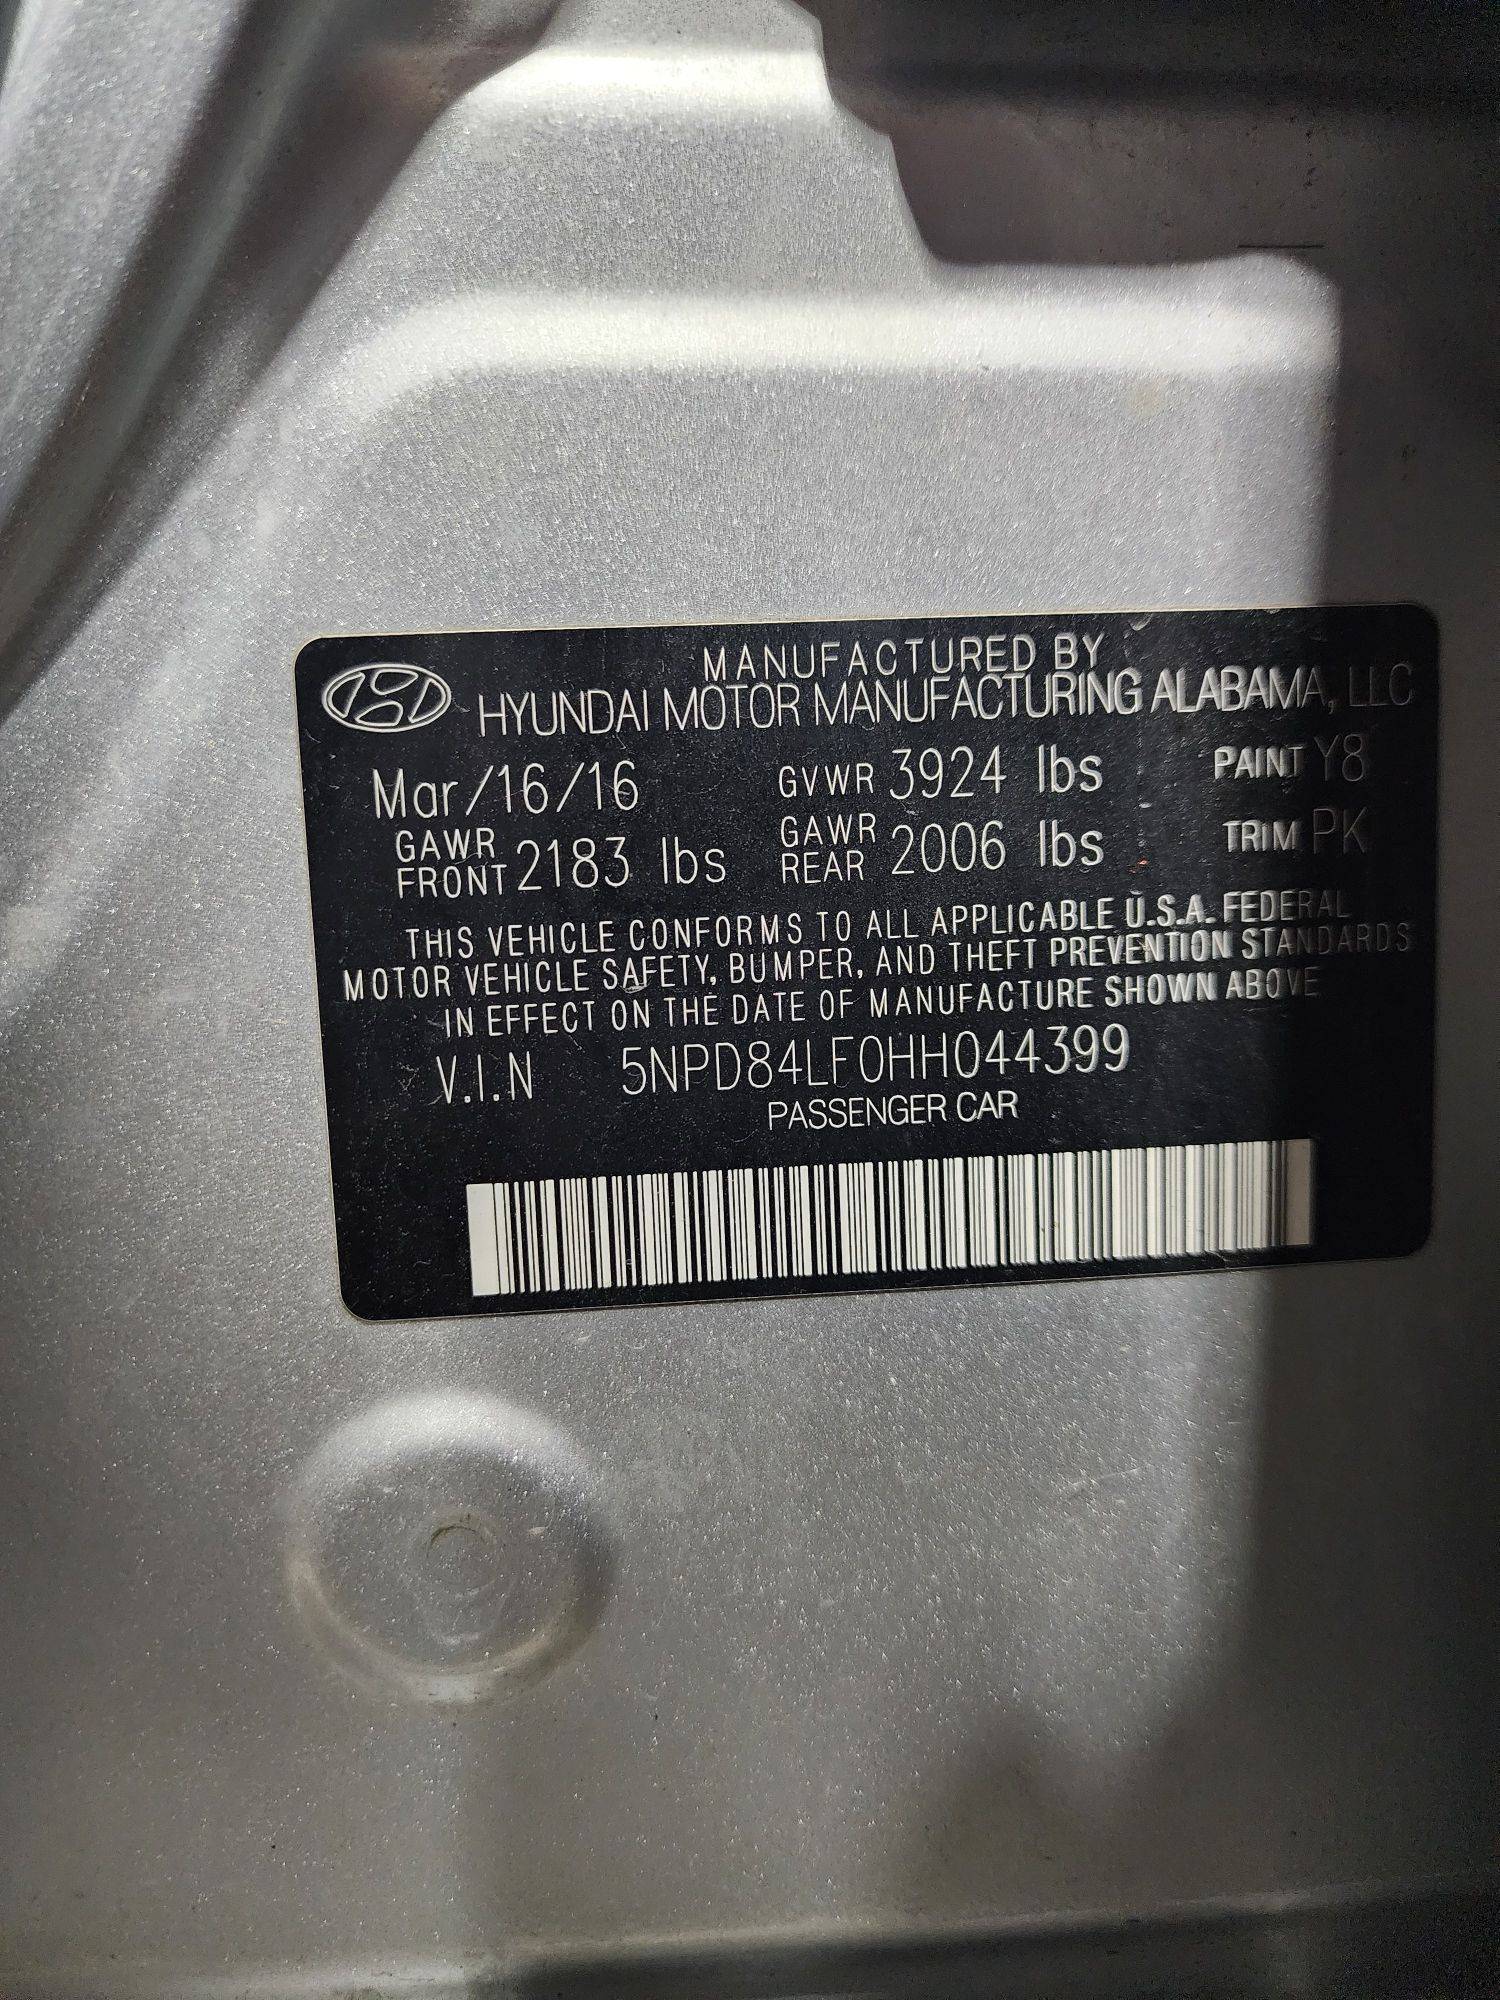 MANUFACTURED BY
HYUNDAI MOTOR MANUFACTURING ALABAMA, LLC
Mar/16/16 GVWR 3924 lbs PAINT Y8
GAWR FRONT 2183 lbs GAWR REAR 2006 lbs TRIM PK
THIS VEHICLE CONFORMS TO ALL APPLICABLE U.S.A. FEDERAL
MOTOR VEHICLE SAFETY, BUMPER, AND THEFT PREVENTION STANDARDS
IN EFFECT ON THE DATE OF MANUFACTURE SHOWN ABOVE
V.I.N 5NPD84LF0HH044399
PASSENGER CAR